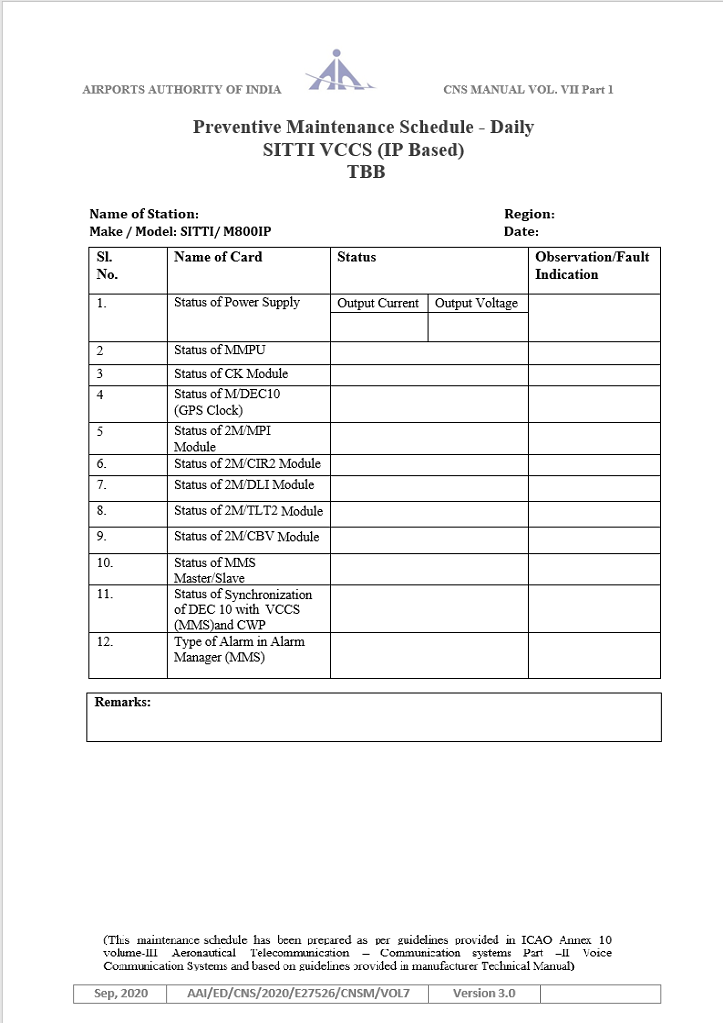 AIRPORTS AUTHORITY OF INDIA CNS MANUAL VOL. VII Part 1
Preventive Maintenance Schedule - Daily
SITTI VCCS (IP Based)
TBB
Name of Station: Region:
Make / Model: SITTI/ M800IP Date:
Sl. No. Name of Card Status Observation/Fault Indication
1. Status of Power Supply Output Current Output Voltage
2 Status of MMPU
3 Status of CK Module
4 Status of M/DEC10
(GPS Clock)
5 Status of 2M/MPI
Module
6. Status of 2M/CIR2 Module
7. Status of 2M/DLI Module
8. Status of 2M/TLT2 Module
9. Status of 2M/CBV Module
10. Status of MMS
Master/Slave
11. Status of Synchronization
of DEC 10 with VCCS
(MMS)and CWP
12. Type of Alarm in Alarm
Manager (MMS)
Remarks:
(This maintenance schedule has been prepared as per guidelines provided in ICAO Annex 10
volume-III Aeronautical Telecommunication – Communication systems Part –II Voice
Communication Systems and based on guidelines provided in manufacturer Technical Manual)
Sep, 2020 AAI/ED/CNS/2020/E27526/CNSM/VOL7 Version 3.0